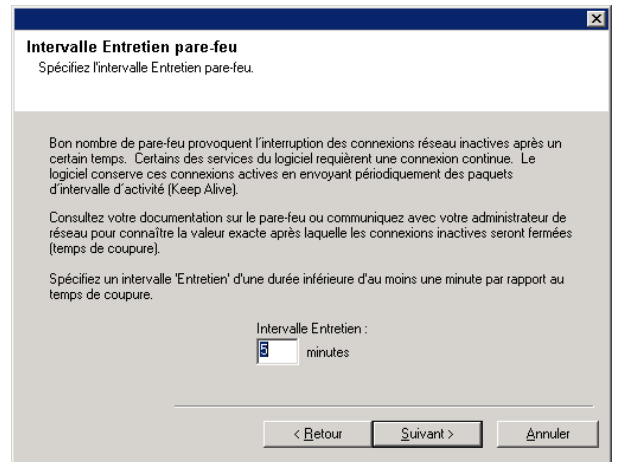 Intervalle Entretien pare-feu
Spécifiez l'intervalle Entretien pare-feu.
Bon nombre de pare-feu provoquent l'interruption des connexions réseau inactives après un
certain temps. Certains des services du logiciel requièrent une connexion continue. Le
logiciel conserve ces connexions actives en envoyant périodiquement des paquets
d'intervalle d'activité (Keep Alive).
Consultez votre documentation sur le pare-feu ou communiquez avec votre administrateur de
réseau pour connaître la valeur exacte après laquelle les connexions inactives seront fermées
(temps de coupure).
Spécifiez un intervalle 'Entretien' d'une durée inférieure d'au moins une minute par rapport au
temps de coupure.
Intervalle Entretien :
5 minutes
< Retour Suivant > Annuler